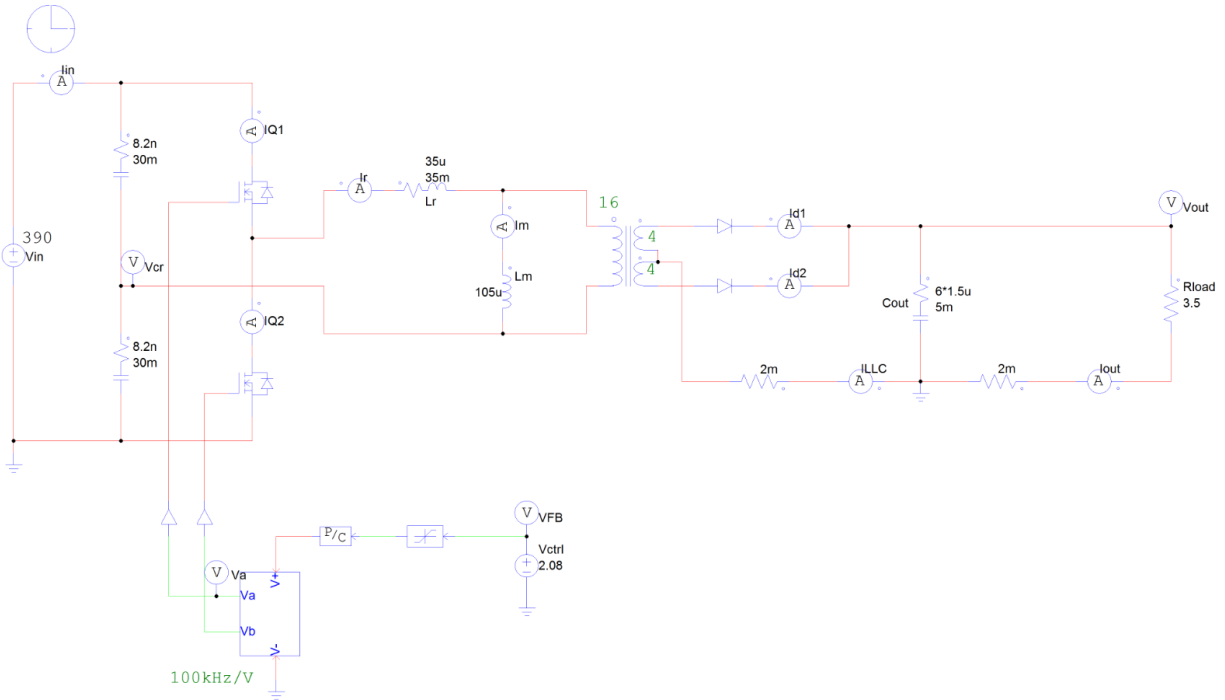 Iin
A
8.2n
30m
A
IQ1
390
Vin
V
Vcr
Ir
A
35u
35m
Lr
A
Im
Lm
105u
16
4
4
A
Id1
A
Id2
V
Vout
6*1.5u
Cout
5m
Rload
3.5
A
IQ2
8.2n
30m
2m
ILLC
A
2m
Iout
A
V
VFB
P/C
Vctrl
2.08
V
Va
V+
Va
Vb
V-
100kHz/V